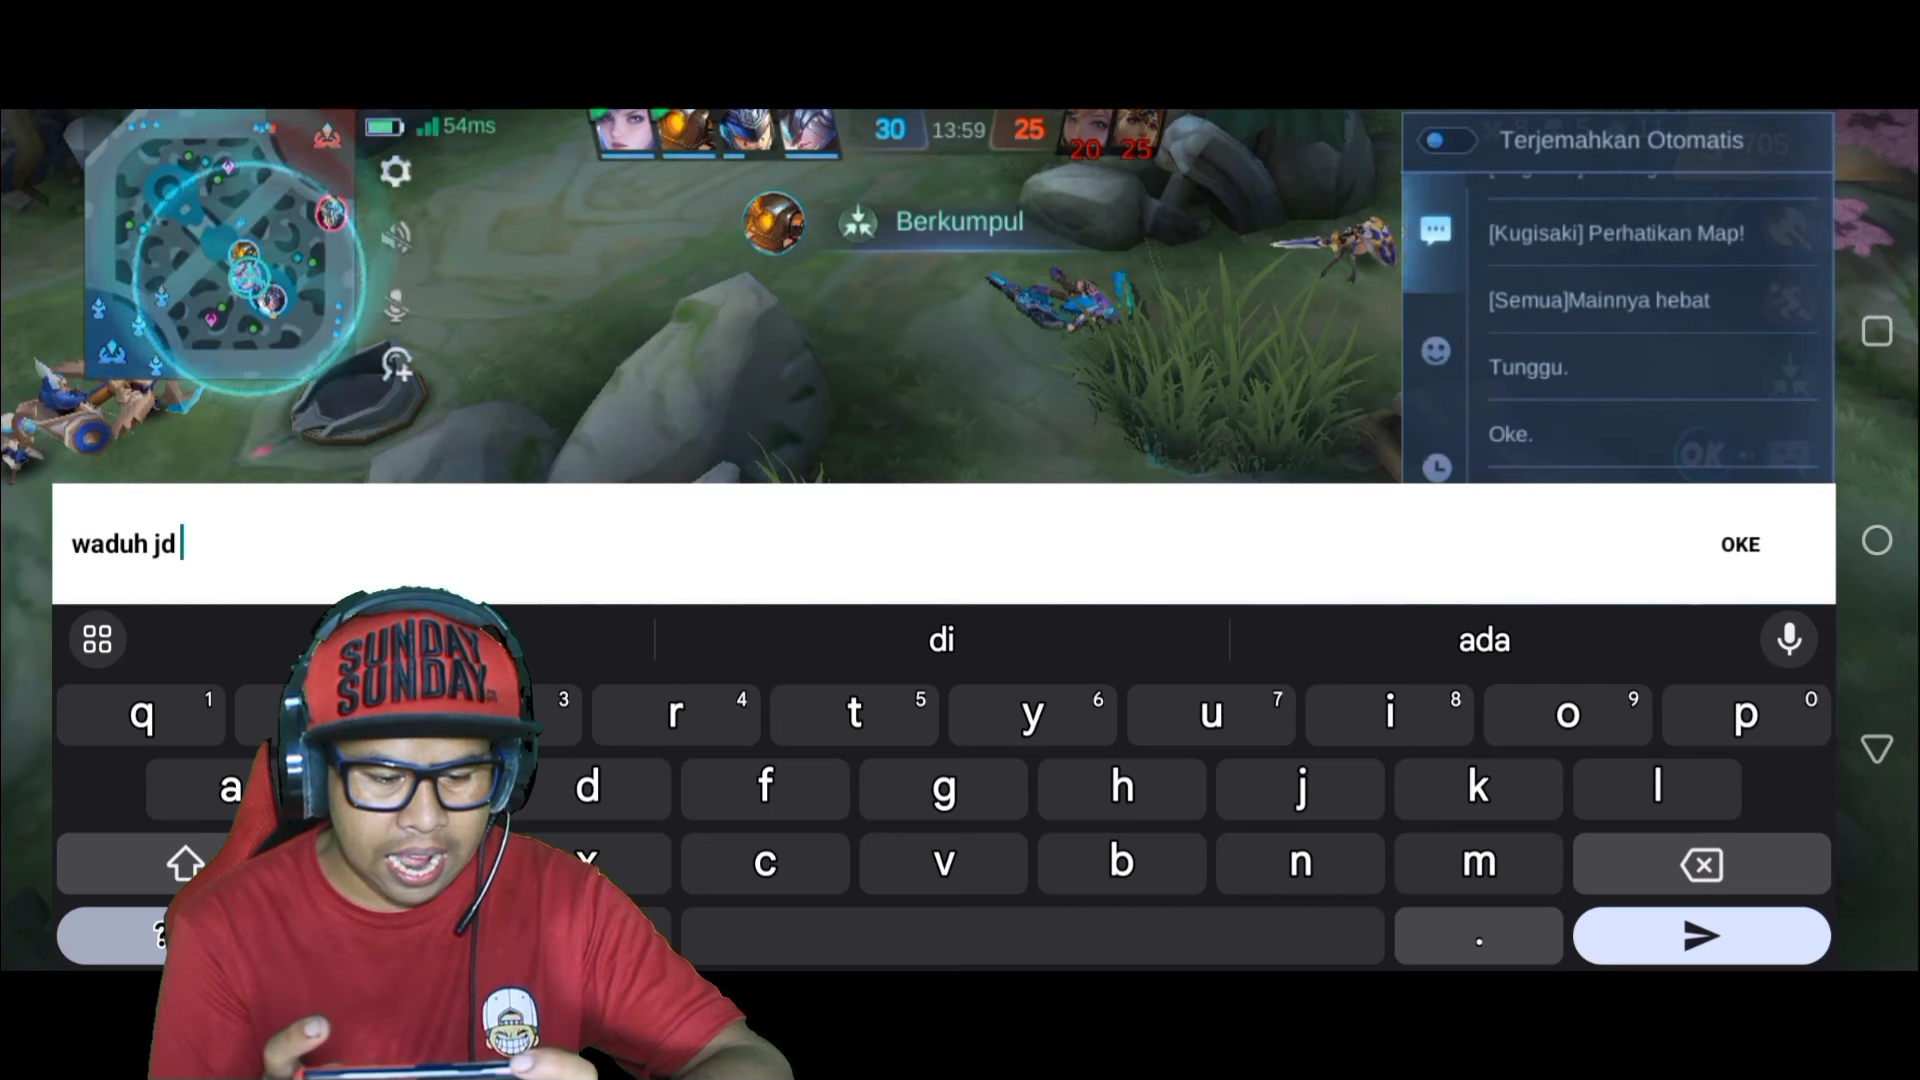 54ms
30
13:59
25
20
25
Berkumpul
Terjemahkan Otomatis
[Kugisaki] Perhatikan Map!
[Semua]Mainnya hebat
Tunggu.
Oke.
OK
waduh jd
OKE
di
ada
q 1
3
r 4
t 5
y 6
u 7
i 8
o 9
p 0
a
d
f
g
h
j
k
l
x
c
v
b
n
m
?
.
SUNDAY
SUNDAY